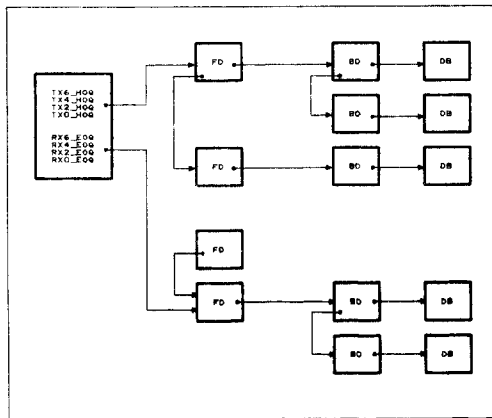 FD BD DB
TX6_HOQ
TX4_HOQ
TX2_HOQ
TX0_HOQ
BD DB
RX6_EOQ
RX4_EOQ
RX2_EOQ
RX0_EOQ
FD BD DB
FD
FD BD DB
BD DB